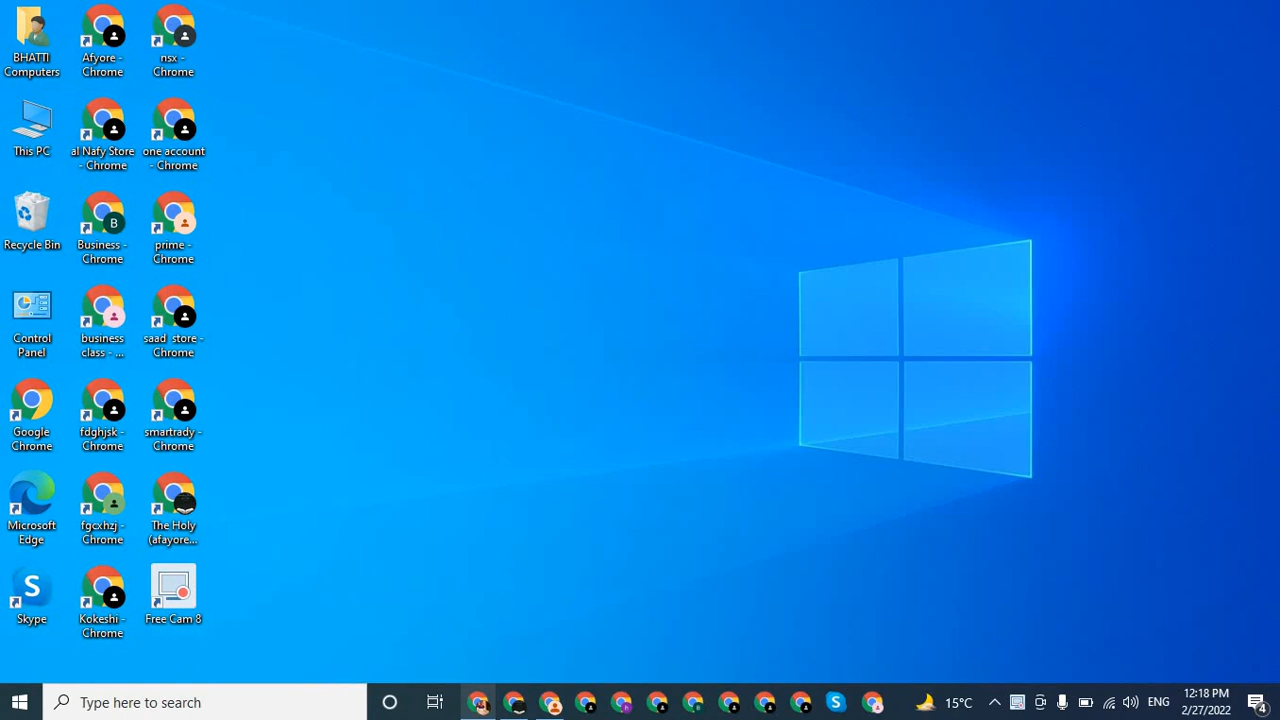 BHATTI
Computers
Afyore -
Chrome
nsx -
Chrome
This PC
al Nafy Store
- Chrome
one account
- Chrome
Recycle Bin
B
Business -
Chrome
prime -
Chrome
Control
Panel
business
class - ...
saad store -
Chrome
Google
Chrome
fdghjsk -
Chrome
smartrady -
Chrome
Microsoft
Edge
fgcxhzj -
Chrome
The Holy
(afayore...
S
Skype
Kokeshi -
Chrome
Free Cam 8
Type here to search
15°C
ENG
12:18 PM
2/27/2022
4